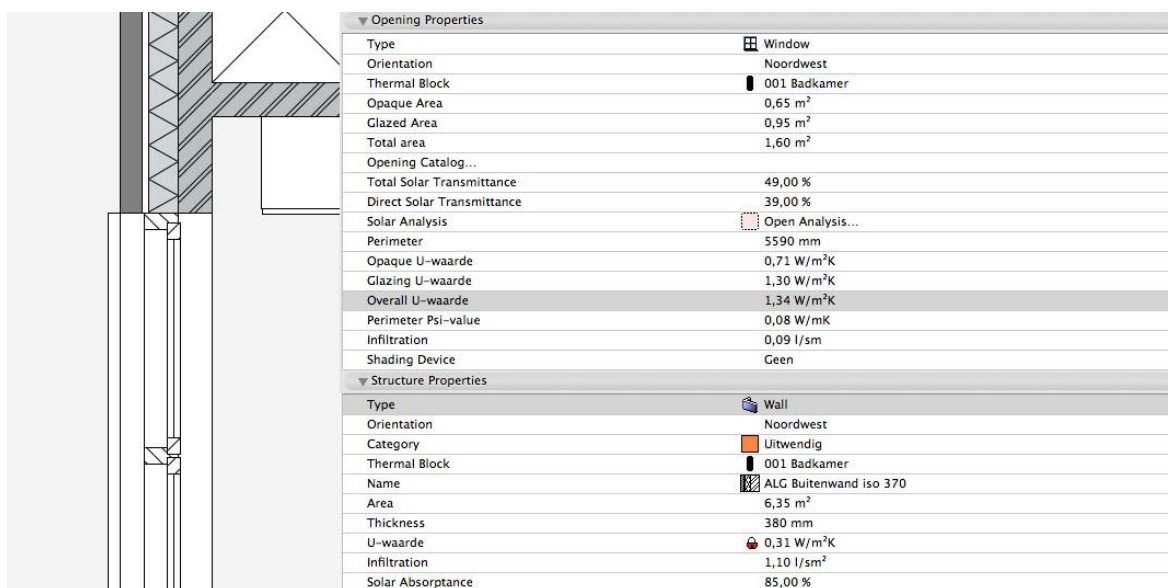 Opening Properties
Type Window
Orientation Noordwest
Thermal Block 001 Badkamer
Opaque Area 0,65 m²
Glazed Area 0,95 m²
Total area 1,60 m²
Opening Catalog...
Total Solar Transmittance 49,00 %
Direct Solar Transmittance 39,00 %
Solar Analysis Open Analysis...
Perimeter 5590 mm
Opaque U-waarde 0,71 W/m²K
Glazing U-waarde 1,30 W/m²K
Overall U-waarde 1,34 W/m²K
Perimeter Psi-value 0,08 W/mK
Infiltration 0,09 l/sm
Shading Device Geen
Structure Properties
Type Wall
Orientation Noordwest
Category Uitwendig
Thermal Block 001 Badkamer
Name ALG Buitenwand iso 370
Area 6,35 m²
Thickness 380 mm
U-waarde 0,31 W/m²K
Infiltration 1,10 l/sm²
Solar Absorptance 85,00 %